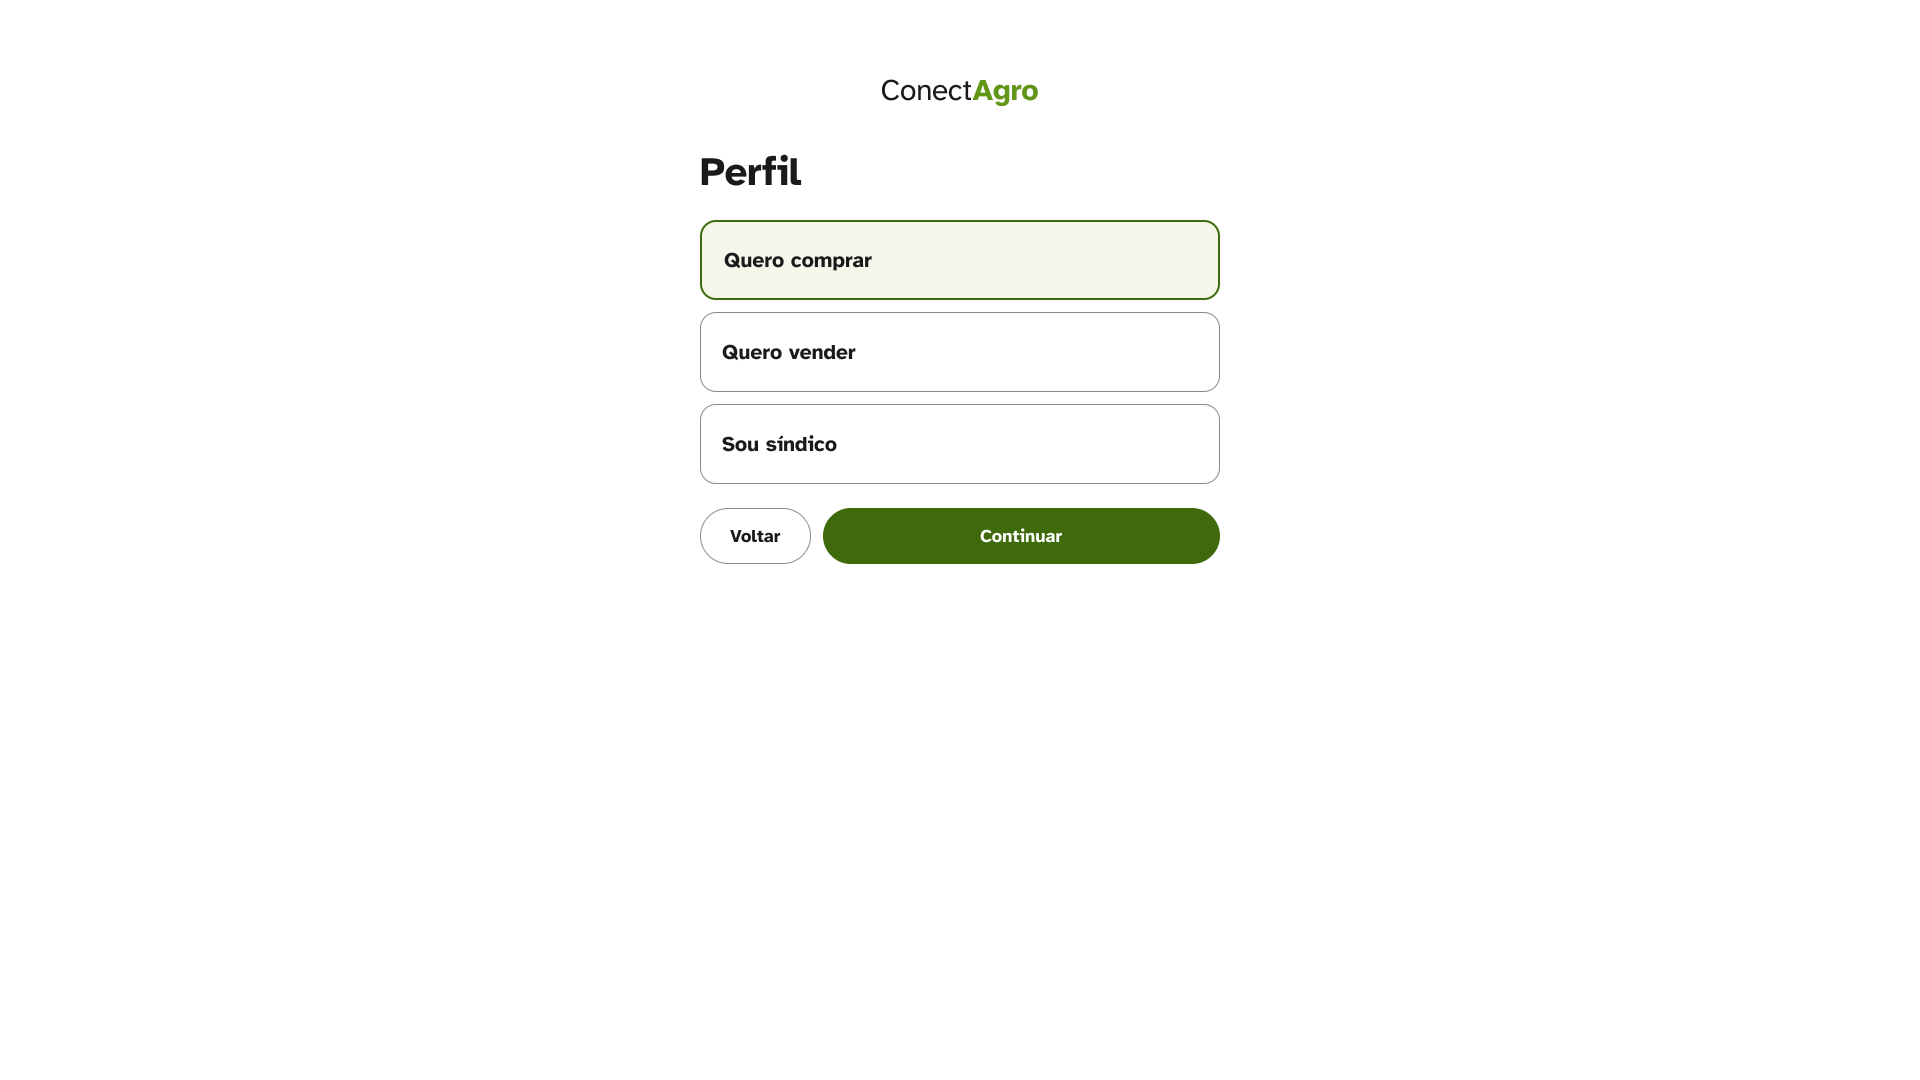 ConectAgro
Perfil
Quero comprar
Quero vender
Sou síndico
Voltar
Continuar